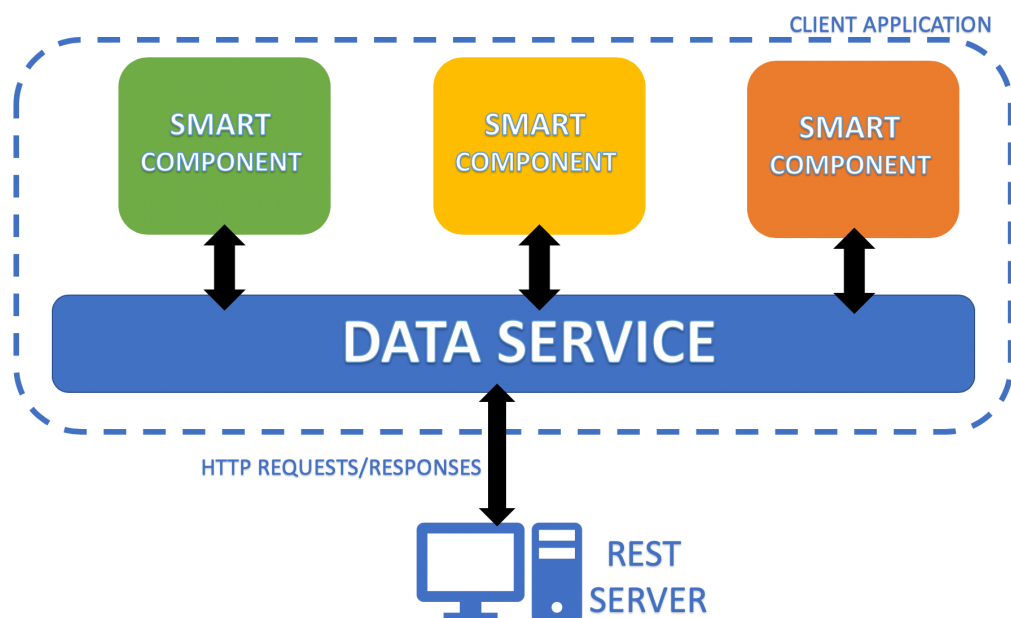 CLIENT APPLICATION
SMART
COMPONENT
SMART
COMPONENT
SMART
COMPONENT
DATA SERVICE
HTTP REQUESTS/RESPONSES
REST
SERVER